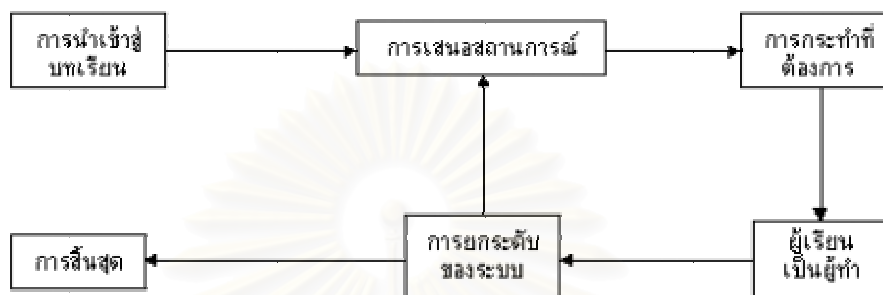 การนำเข้าสู่
บทเรียน
การเสนอสถานการณ์
การกระทำที่
ต้องการ
ผู้เรียน
เป็นผู้ทำ
การยกระดับ
ของระบบ
การสิ้นสุด